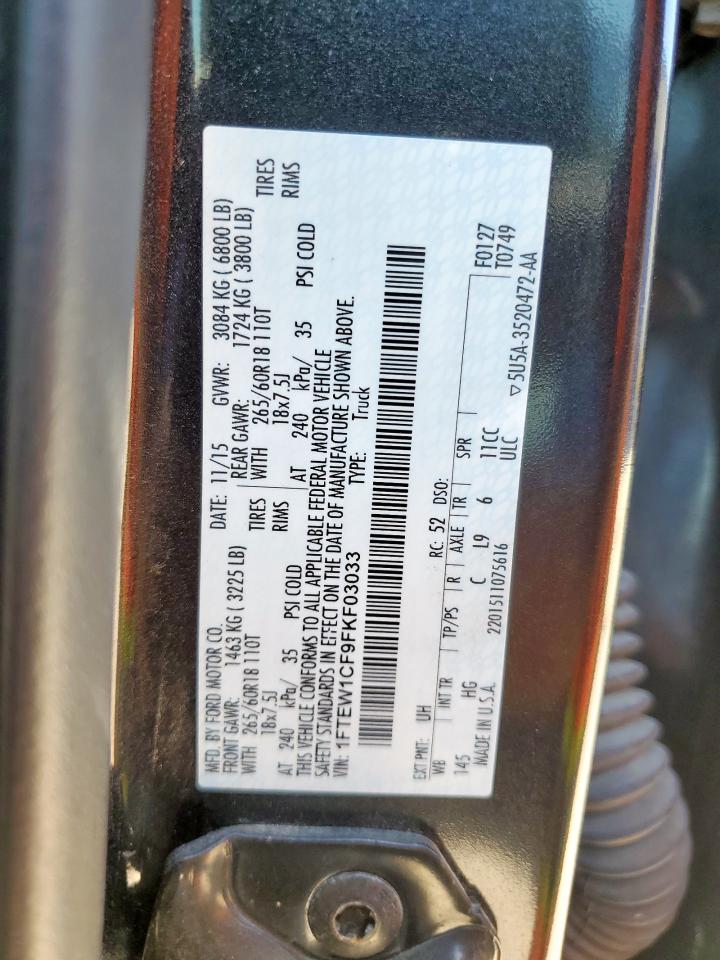 MFD. BY FORD MOTOR CO.
DATE: 11/15 GVWR: 3084 KG ( 6800 LB)
FRONT GAWR: 1463 KG ( 3225 LB) REAR GAWR: 1724 KG ( 3800 LB)
WITH 265/60R18 110T TIRES WITH 265/60R18 110T TIRES
18x7.5J RIMS 18x7.5J RIMS
AT 240 kPa/ 35 PSI COLD AT 240 kPa/ 35 PSI COLD
THIS VEHICLE CONFORMS TO ALL APPLICABLE FEDERAL MOTOR VEHICLE
SAFETY STANDARDS IN EFFECT ON THE DATE OF MANUFACTURE SHOWN ABOVE.
VIN: 1FTEW1CF9FKF03033 TYPE: Truck
EXT PNT: UH RC: 52 DSO: F0127
WB INT TR TP/PS R AXLE TR SPR T0749
145 HG C L9 6 11CC
MADE IN U.S.A. 2201511075616 ULC ▽5U5A-3520472-AA